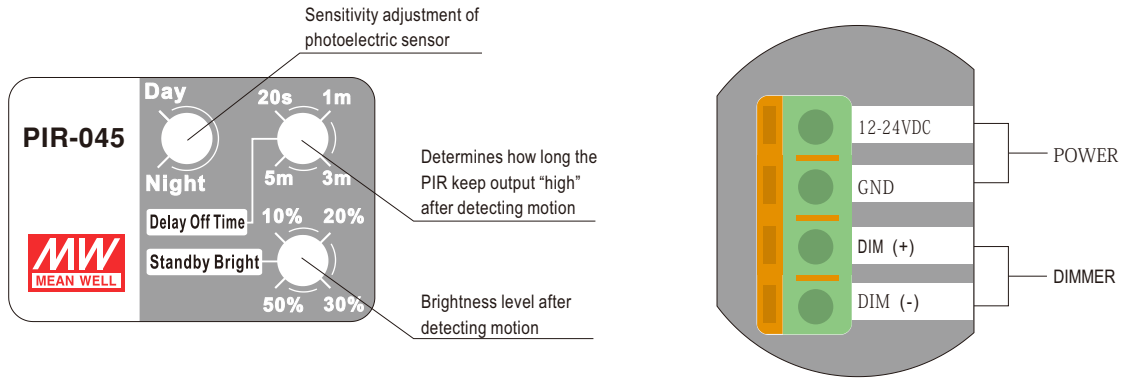 Sensitivity adjustment of
photoelectric sensor
PIR-045
Day
Night
20s 1m
5m 3m
Delay Off Time
10% 20%
Standby Bright
50% 30%
MW
MEAN WELL
Determines how long the
PIR keep output “high”
after detecting motion
Brightness level after
detecting motion
12-24VDC
GND
DIM (+)
DIM (-)
POWER
DIMMER